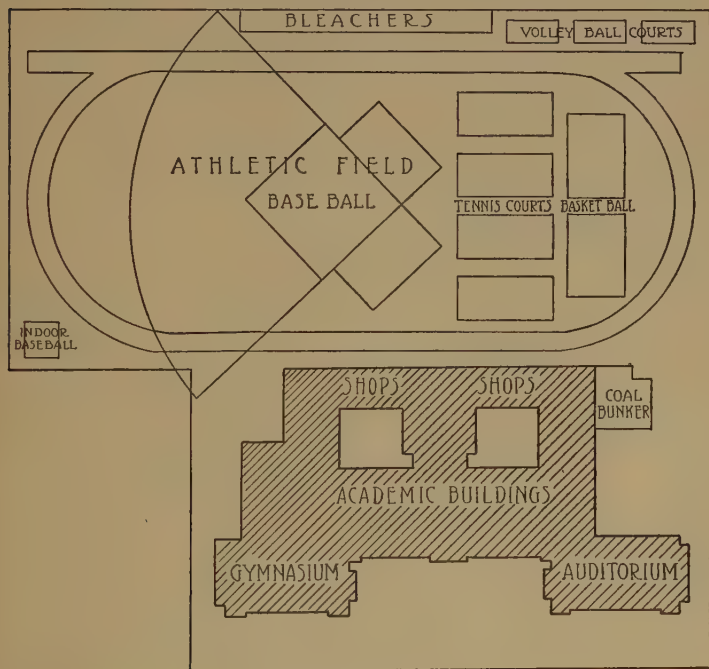 BLEACHERS
VOLLEY BALL COURTS
ATHLETIC FIELD
BASE BALL
TENNIS COURTS
BASKET BALL
INDOOR
BASEBALL
SHOPS
SHOPS
COAL
BUNKER
ACADEMIC BUILDINGS
GYMNASIUM
AUDITORIUM